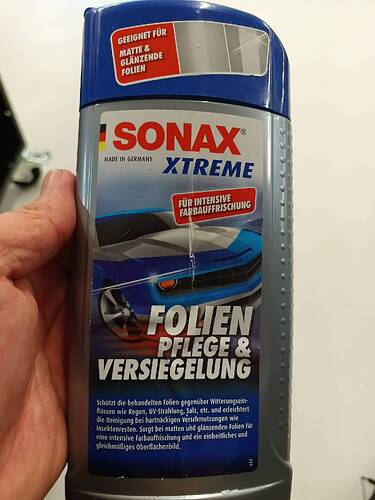 GEEIGNET FÜR
MATTE &
GLÄNZENDE
FOLIEN
SONAX®
MADE IN GERMANY
XTREME
FÜR INTENSIVE
FARBAUFFRISCHUNG
FOLIEN
PFLEGE &
VERSIEGELUNG
Schützt die behandelten Folien gegenüber Witterungsein-
flüssen wie Regen, UV-Strahlung, Salz, etc. und erleichtert
die Reinigung bei hartnäckigen Verschmutzungen wie
Insektenresten. Sorgt bei matten und glänzenden Folien für
eine intensive Farbauffrischung und ein einheitliches und
gleichmäßiges Oberflächenbild.